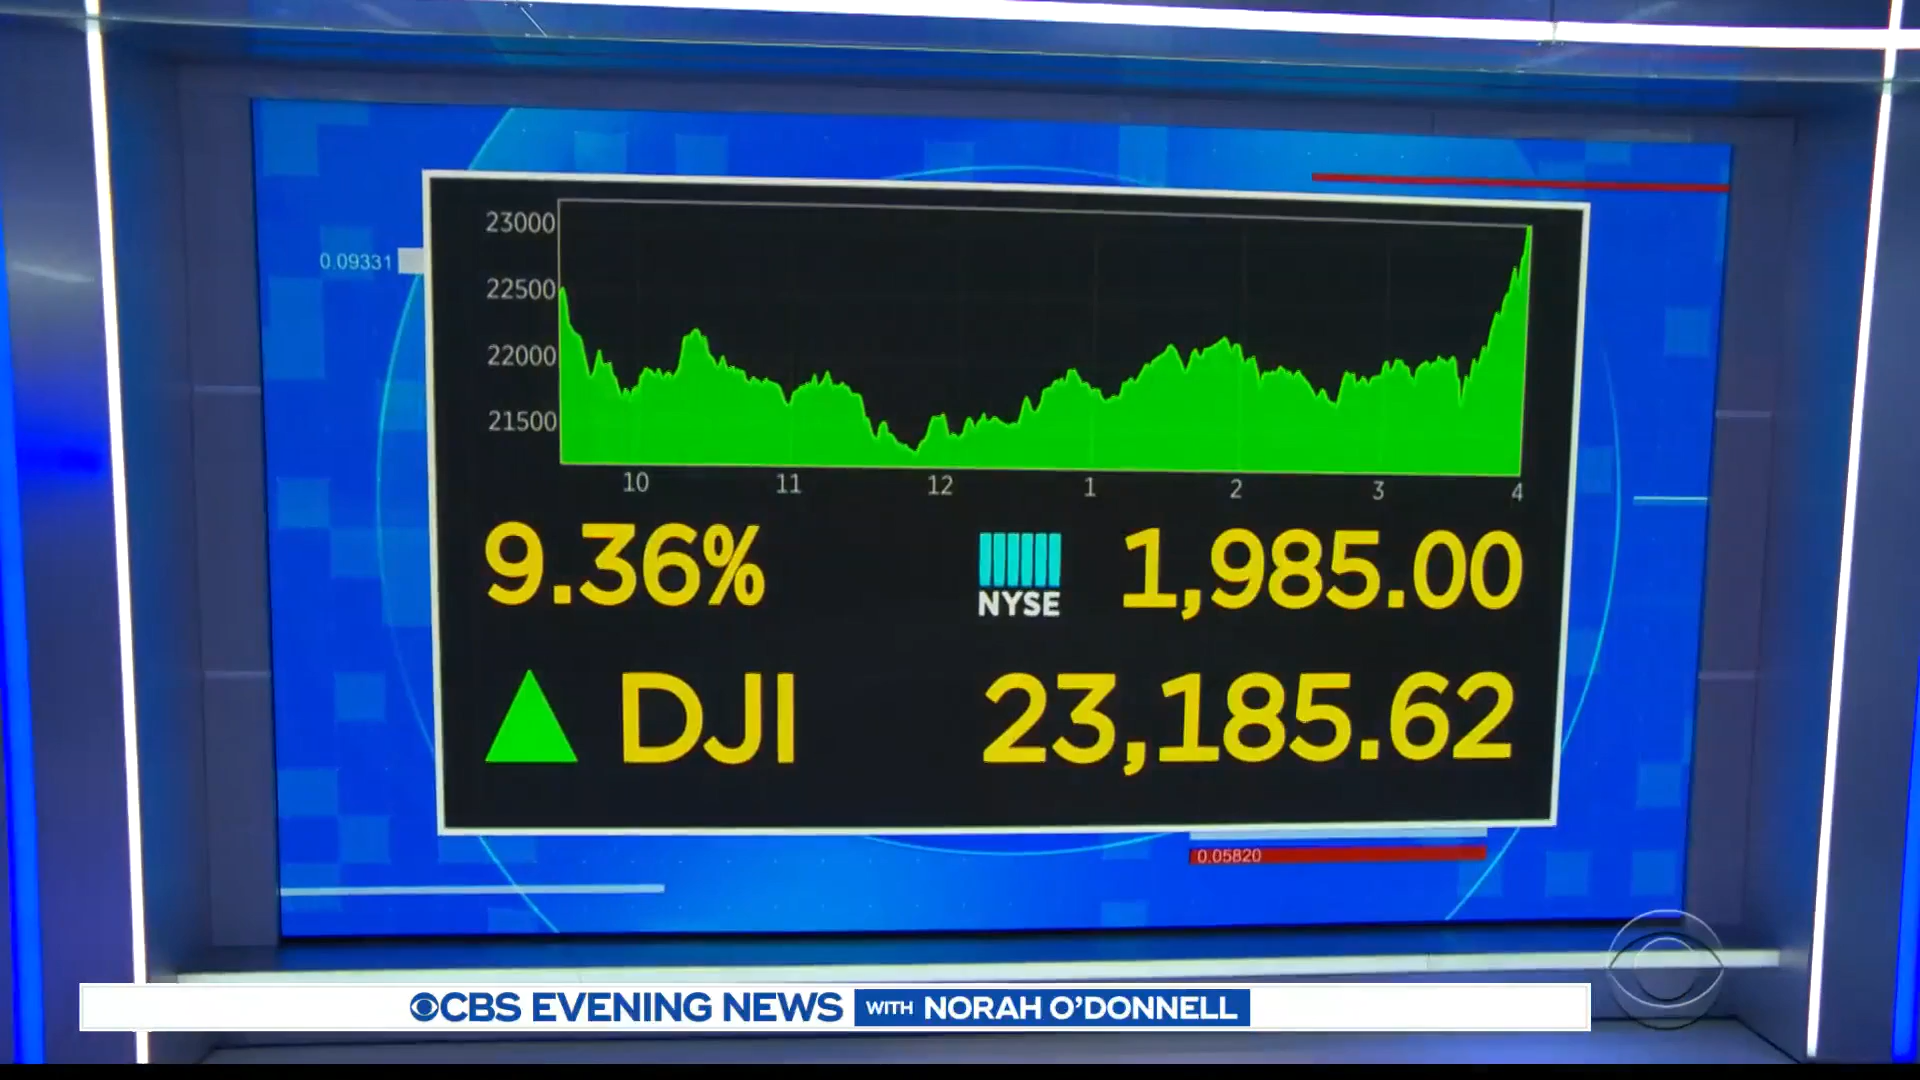 23000
0.09331
22500
22000
21500
10 11 12 1 2 3 4
9.36% NYSE 1,985.00
DJI 23,185.62
0.05820
CBS EVENING NEWS WITH NORAH O'DONNELL